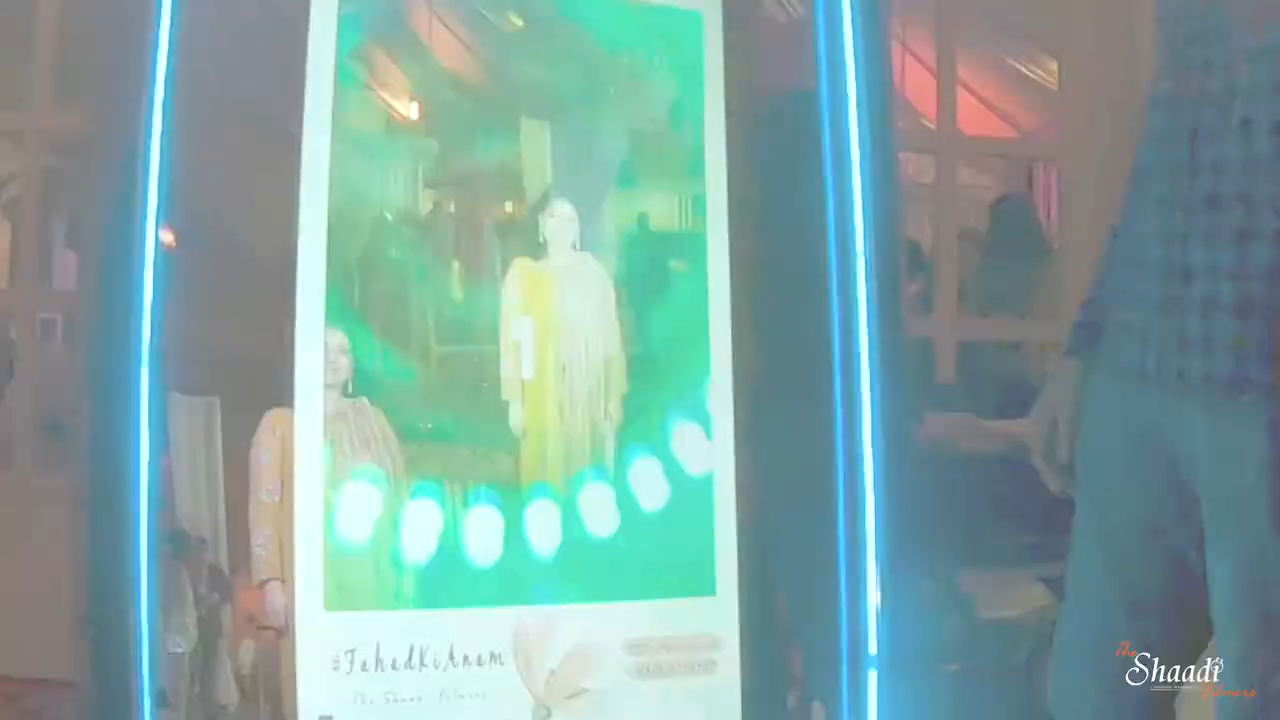 #FahadKiAnam
The Shaadi Filmers
The
Shaadi
Filmers